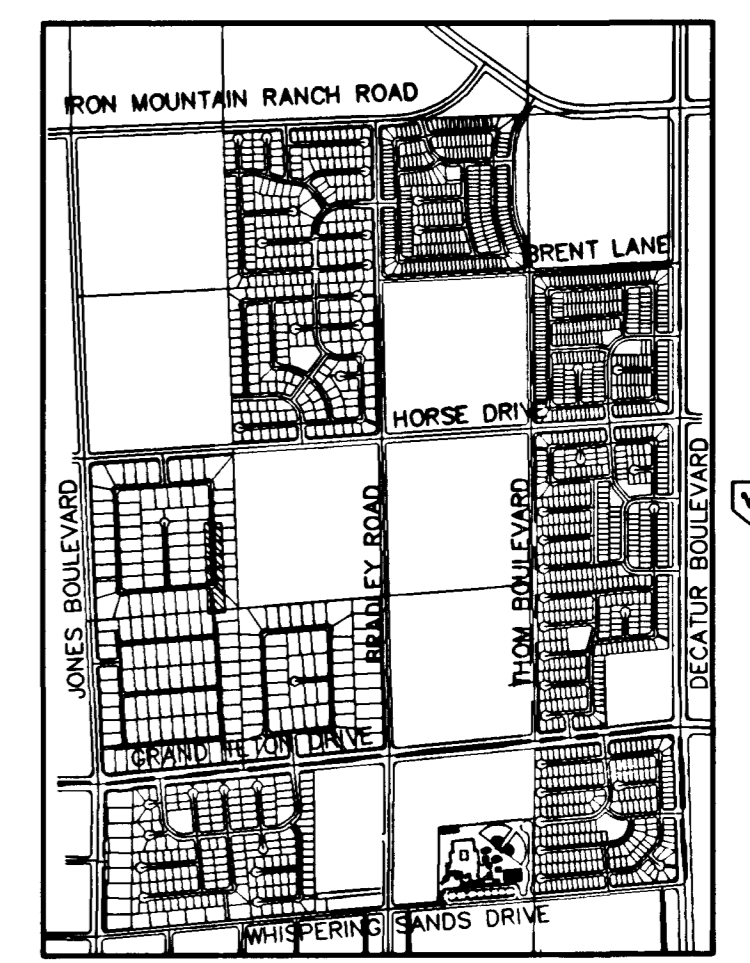 IRON MOUNTAIN RANCH ROAD
BRENT LANE
HORSE DRIVE
JONES BOULEVARD
BRADLEY ROAD
THOM BOULEVARD
DECATUR BOULEVARD
GRAND TETON DRIVE
WHISPERING SANDS DRIVE